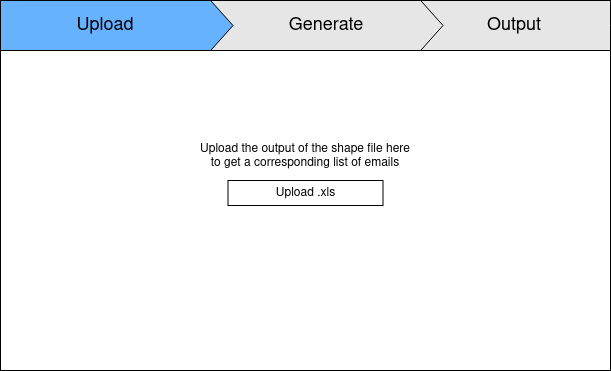 Upload
Generate
Output
Upload the output of the shape file here
to get a corresponding list of emails
Upload .xls